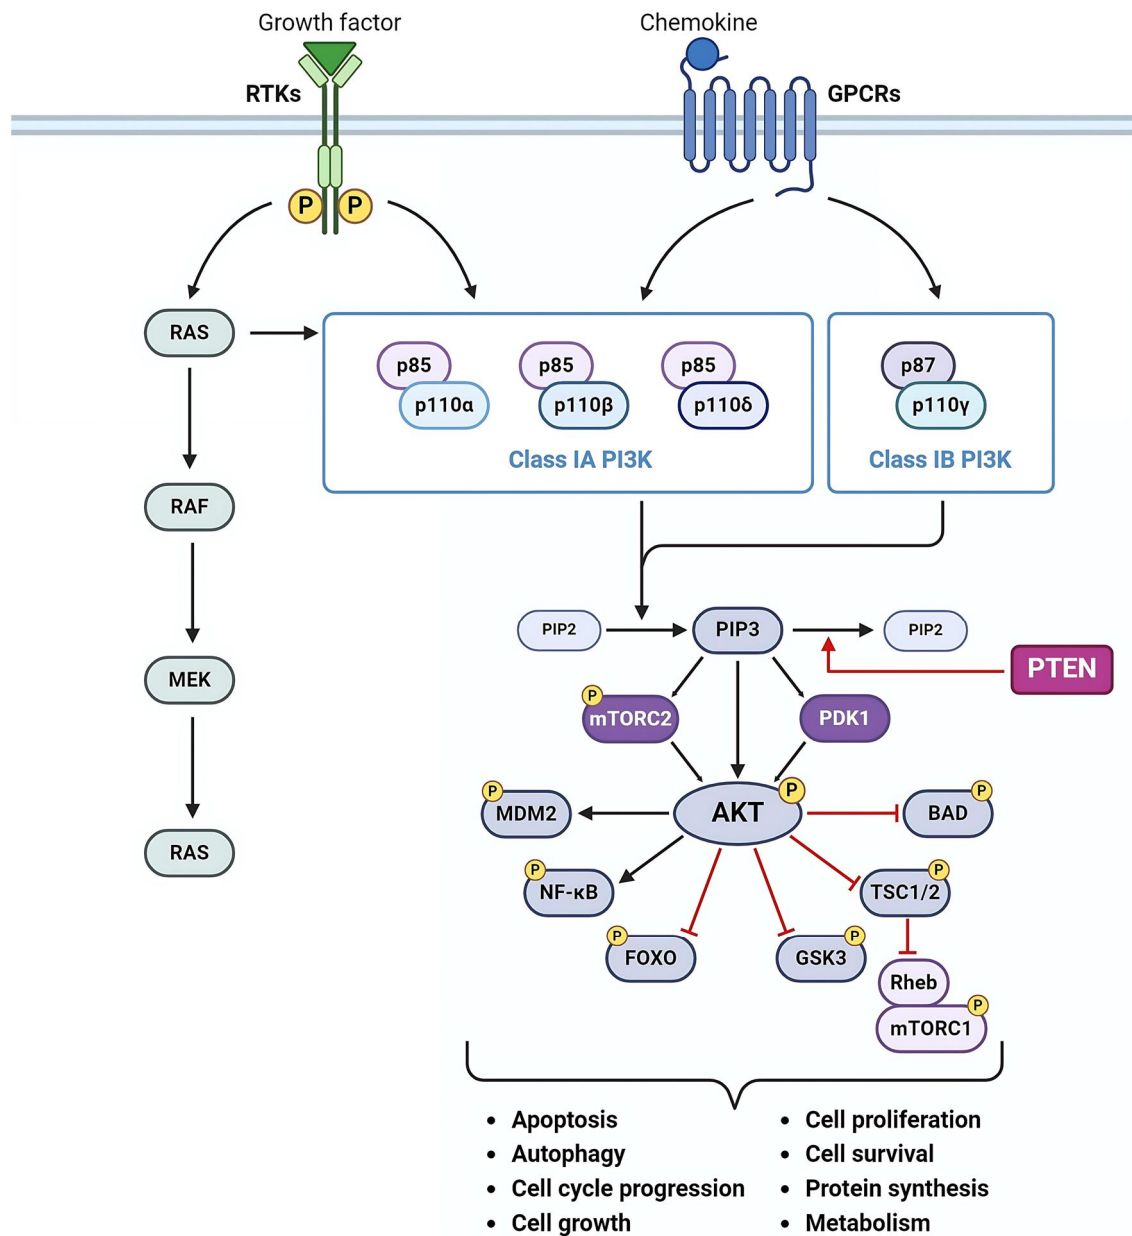 Growth factor
Chemokine
RTKs
GPCRs
P
P
RAS
p85
p110α
p85
p110β
p85
p110δ
Class IA PI3K
p87
p110γ
Class IB PI3K
RAF
PIP2
PIP3
PIP2
PTEN
MEK
P
mTORC2
PDK1
P
MDM2
AKT
P
P
BAD
RAS
P
NF-κB
P
TSC1/2
P
FOXO
P
GSK3
Rheb
P
mTORC1
• Apoptosis
• Autophagy
• Cell cycle progression
• Cell growth
• Cell proliferation
• Cell survival
• Protein synthesis
• Metabolism